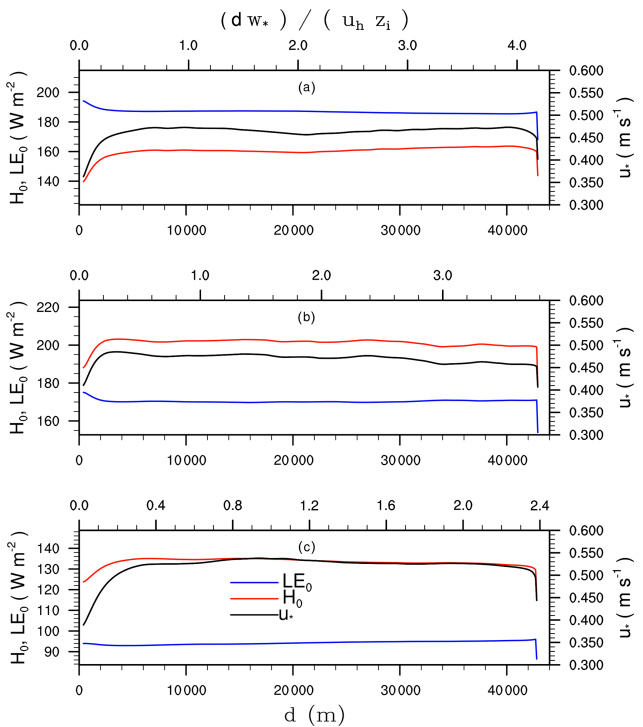 ( d w* ) / ( u_h z_i )
0.0 1.0 2.0 3.0 4.0
(a)
200
180
160
140
H₀, LE₀ ( W m⁻² )
0.600
0.550
0.500
0.450
0.400
0.350
0.300
u* ( m s⁻¹ )
0 10000 20000 30000 40000
0.0 1.0 2.0 3.0
(b)
220
200
180
160
H₀, LE₀ ( W m⁻² )
0.600
0.550
0.500
0.450
0.400
0.350
0.300
u* ( m s⁻¹ )
0 10000 20000 30000 40000
0.0 0.4 0.8 1.2 1.6 2.0 2.4
(c)
140
130
120
110
100
90
H₀, LE₀ ( W m⁻² )
LE₀
H₀
u*
0.600
0.550
0.500
0.450
0.400
0.350
0.300
u* ( m s⁻¹ )
0 10000 20000 30000 40000
d (m)